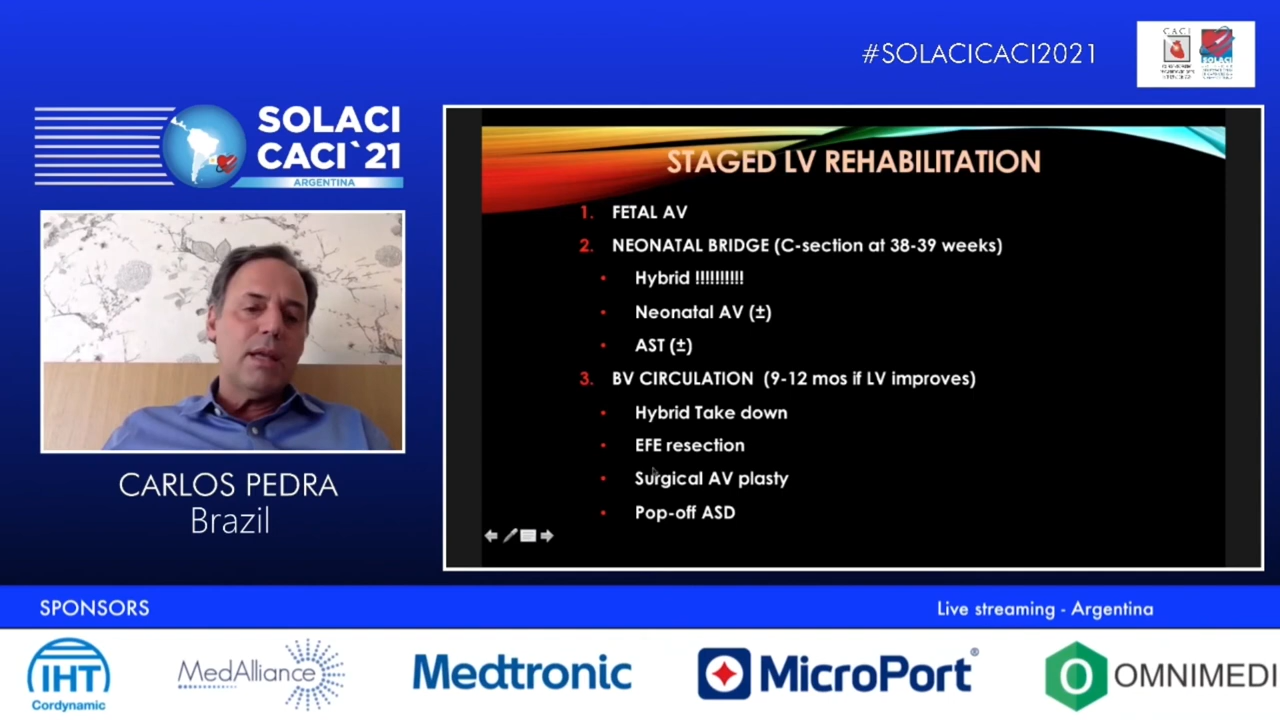 #SOLACICACI2021
CACI
SOLACI
SOLACI
CACI`21
ARGENTINA
CARLOS PEDRA
Brazil
STAGED LV REHABILITATION
1. FETAL AV
2. NEONATAL BRIDGE (C-section at 38-39 weeks)
• Hybrid !!!!!!!!!!
• Neonatal AV (±)
• AST (±)
3. BV CIRCULATION (9-12 mos if LV improves)
• Hybrid Take down
• EFE resection
• Surgical AV plasty
• Pop-off ASD
SPONSORS
Live streaming - Argentina
IHT
Cordynamic
MedAlliance
Medtronic
MicroPort®
OMNIMEDI